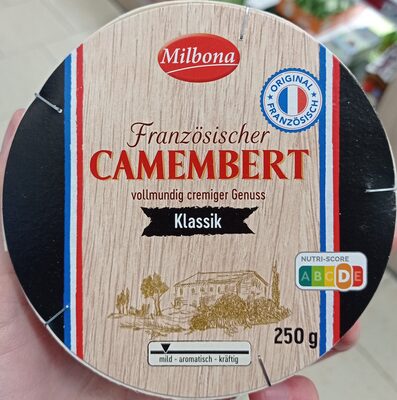 Milbona
ORIGINAL
FRANZÖSISCH
Französischer
CAMEMBERT
vollmundig cremiger Genuss
Klassik
NUTRI-SCORE
A B C D E
250 g
mild - aromatisch - kräftig